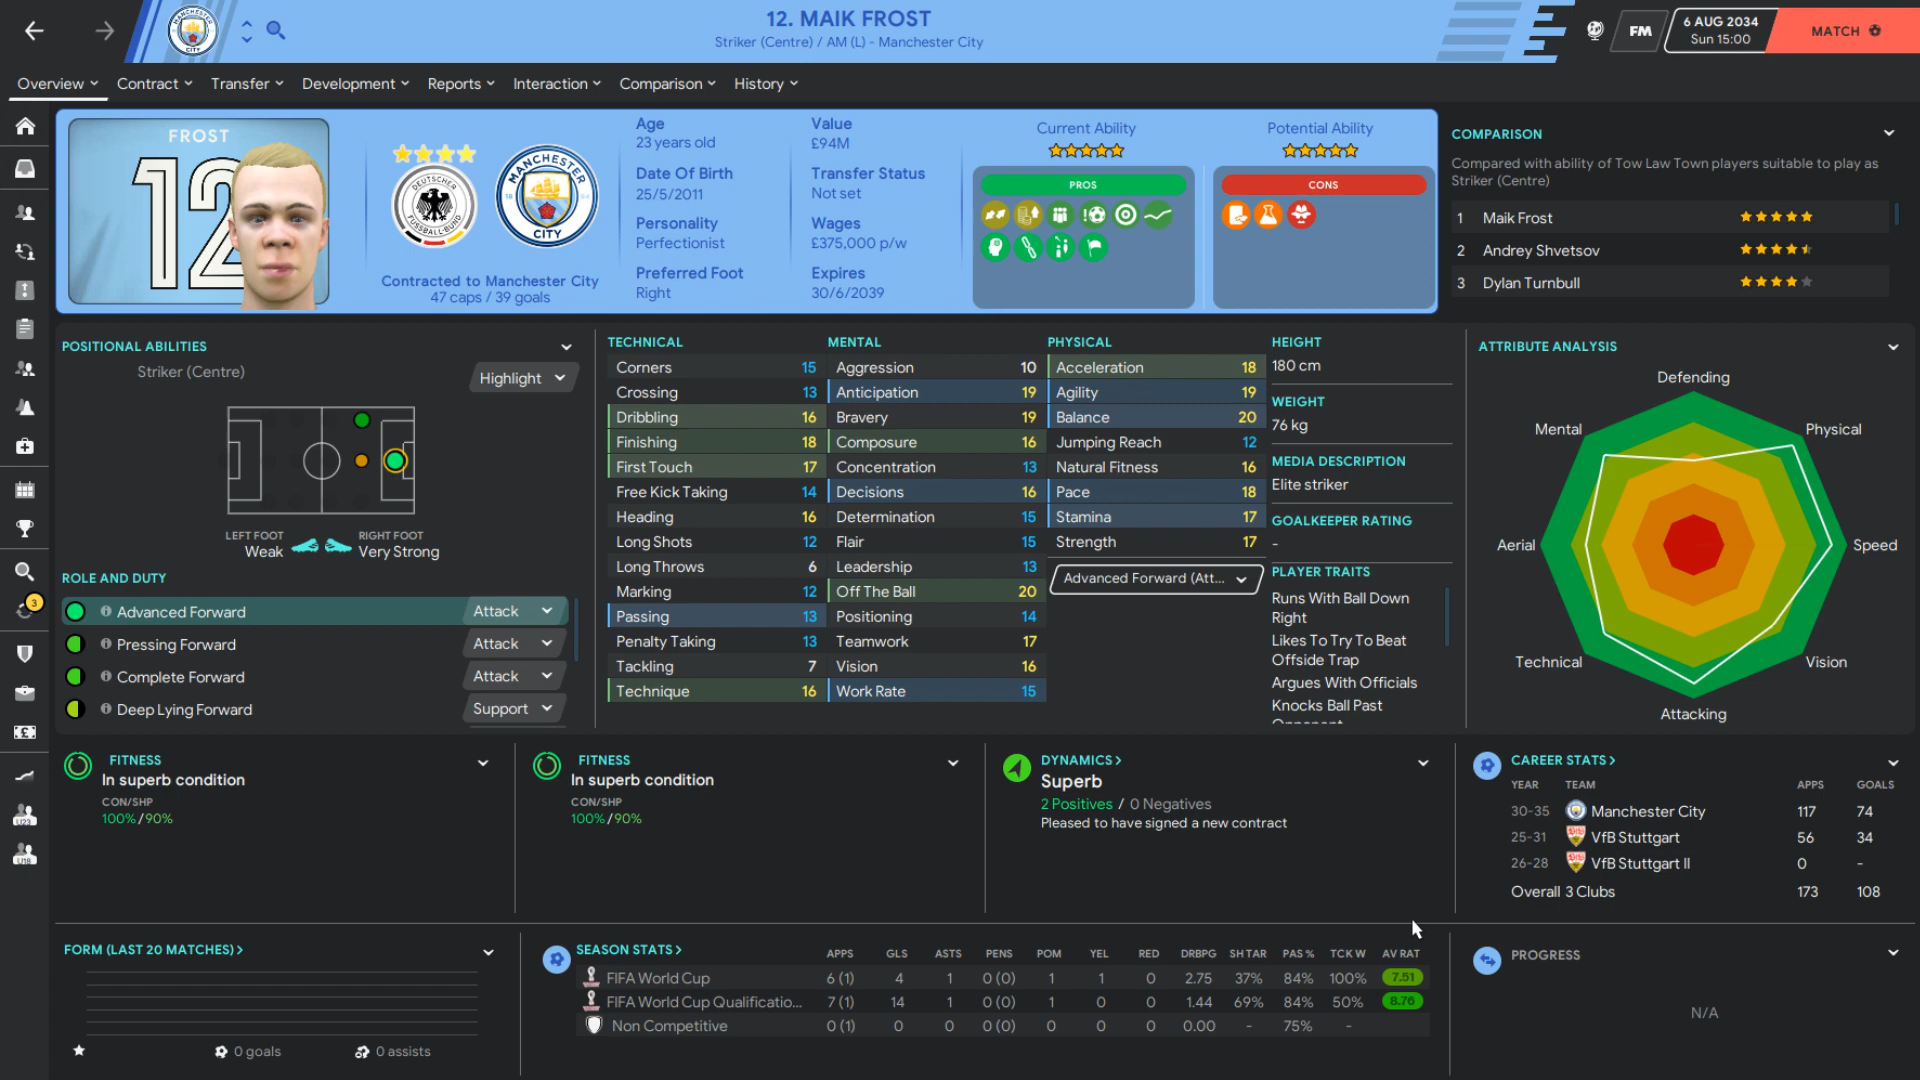 12. MAIK FROST
Striker (Centre) / AM (L) - Manchester City
FM
6 AUG 2034
Sun 15:00
MATCH
Overview
Contract
Transfer
Development
Reports
Interaction
Comparison
History
FROST
12
DEUTSCHER FUSSBALL-BUND
MANCHESTER CITY
Contracted to Manchester City
47 caps / 39 goals
Age
23 years old
Date Of Birth
25/5/2011
Personality
Perfectionist
Preferred Foot
Right
Value
£94M
Transfer Status
Not set
Wages
£375,000 p/w
Expires
30/6/2039
Current Ability
PROS
Potential Ability
CONS
COMPARISON
Compared with ability of Tow Law Town players suitable to play as
Striker (Centre)
1 Maik Frost
2 Andrey Shvetsov
3 Dylan Turnbull
POSITIONAL ABILITIES
Striker (Centre)
Highlight
LEFT FOOT
Weak
RIGHT FOOT
Very Strong
ROLE AND DUTY
Advanced Forward Attack
Pressing Forward Attack
Complete Forward Attack
Deep Lying Forward Support
TECHNICAL
Corners 15
Crossing 13
Dribbling 16
Finishing 18
First Touch 17
Free Kick Taking 14
Heading 16
Long Shots 12
Long Throws 6
Marking 12
Passing 13
Penalty Taking 13
Tackling 7
Technique 16
MENTAL
Aggression 10
Anticipation 19
Bravery 19
Composure 16
Concentration 13
Decisions 16
Determination 15
Flair 15
Leadership 13
Off The Ball 20
Positioning 14
Teamwork 17
Vision 16
Work Rate 15
PHYSICAL
Acceleration 18
Agility 19
Balance 20
Jumping Reach 12
Natural Fitness 16
Pace 18
Stamina 17
Strength 17
Advanced Forward (Att...
HEIGHT
180 cm
WEIGHT
76 kg
MEDIA DESCRIPTION
Elite striker
GOALKEEPER RATING
-
PLAYER TRAITS
Runs With Ball Down
Right
Likes To Try To Beat
Offside Trap
Argues With Officials
Knocks Ball Past
Opponent
ATTRIBUTE ANALYSIS
Defending
Mental
Physical
Aerial
Speed
Technical
Vision
Attacking
3
U23
U18
FITNESS
In superb condition
CON/SHP
100%/90%
FITNESS
In superb condition
CON/SHP
100%/90%
DYNAMICS >
Superb
2 Positives / 0 Negatives
Pleased to have signed a new contract
CAREER STATS >
YEAR TEAM APPS GOALS
30-35 Manchester City 117 74
25-31 VfB Stuttgart 56 34
26-28 VfB Stuttgart II 0 -
Overall 3 Clubs 173 108
FORM (LAST 20 MATCHES) >
0 goals
0 assists
SEASON STATS > APPS GLS ASTS PENS POM YEL RED DRBPG SH TAR PAS % TCK W AV RAT
FIFA World Cup 6 (1) 4 1 0 (0) 1 1 0 2.75 37% 84% 100% 7.51
FIFA World Cup Qualificatio... 7 (1) 14 1 0 (0) 1 0 0 1.44 69% 84% 50% 8.76
Non Competitive 0 (1) 0 0 0 (0) 0 0 0 0.00 - 75% -
PROGRESS
N/A